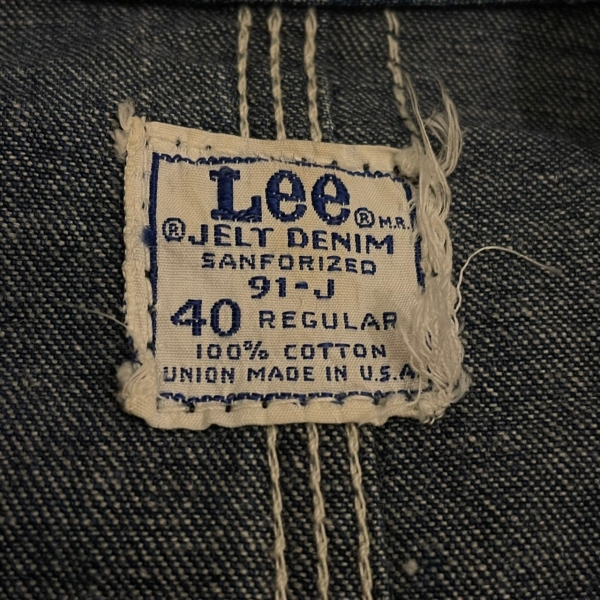 Lee ® M.R.
® JELT DENIM
SANFORIZED
91-J
40 REGULAR
100% COTTON
UNION MADE IN U.S.A